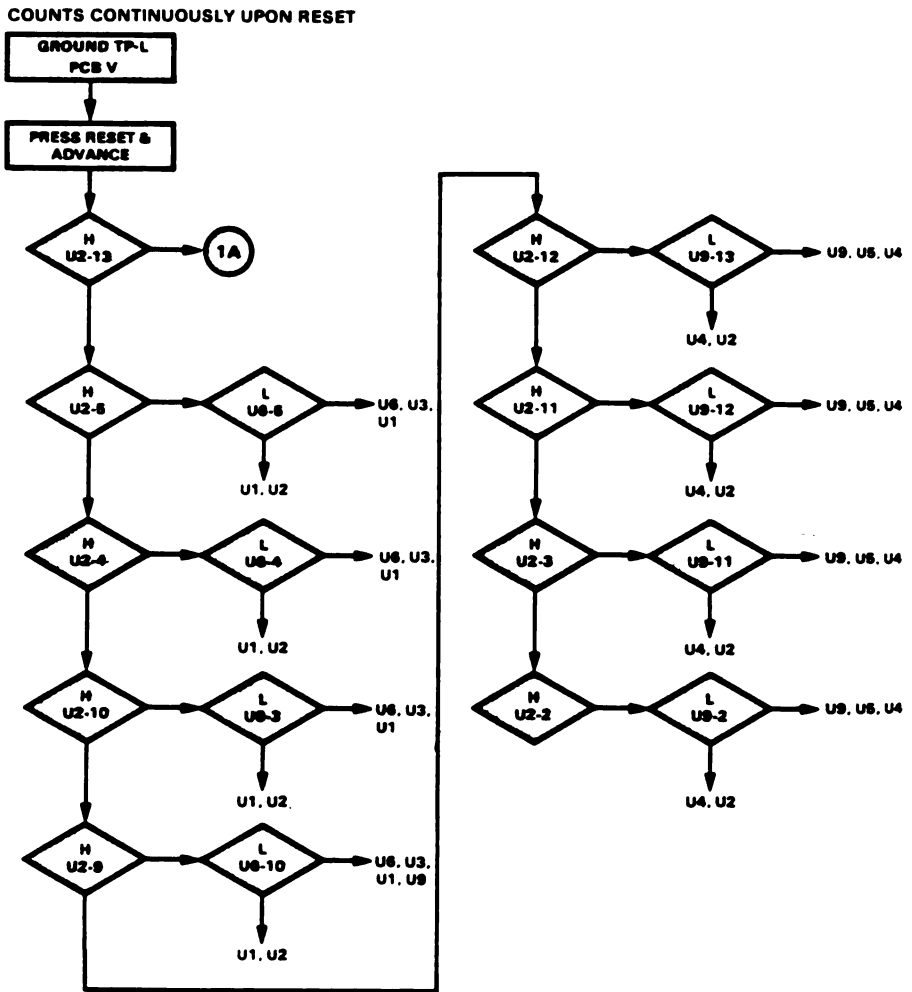 COUNTS CONTINUOUSLY UPON RESET
GROUND TP-L
PCB V
PRESS RESET &
ADVANCE
H
U2-13
1A
H
U2-5
L
U6-5
U6, U3,
U1
U1, U2
H
U2-4
L
U6-4
U6, U3,
U1
U1, U2
H
U2-10
L
U6-3
U6, U3,
U1
U1, U2
H
U2-9
L
U6-10
U6, U3,
U1, U9
U1, U2
H
U2-12
L
U9-13
U9, U5, U4
U4, U2
H
U2-11
L
U9-12
U9, U5, U4
U4, U2
H
U2-3
L
U9-11
U9, U5, U4
U4, U2
H
U2-2
L
U9-2
U9, U5, U4
U4, U2